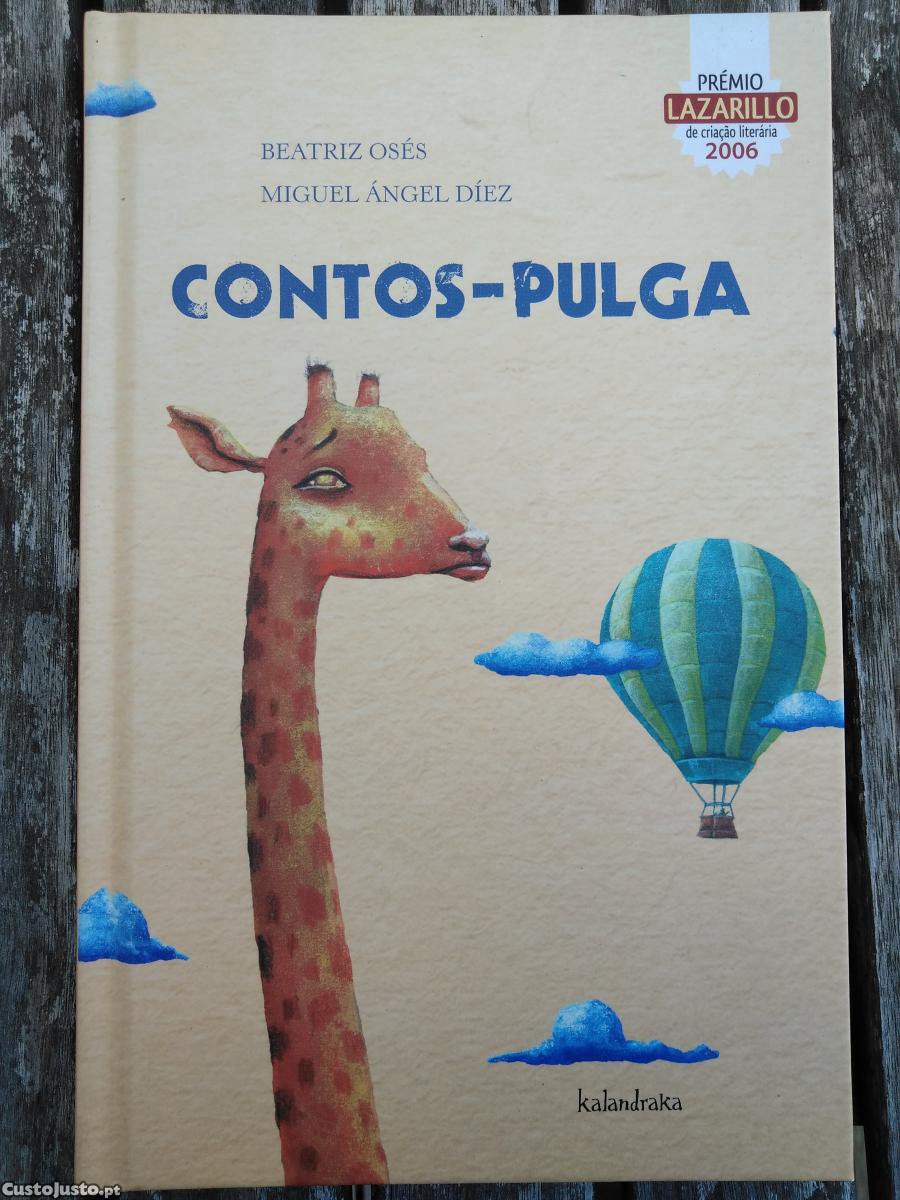 PRÉMIO
LAZARILLO
de criação literária
2006
BEATRIZ OSÉS
MIGUEL ÁNGEL DÍEZ
CONTOS-PULGA
kalandraka
CustoJusto.pt